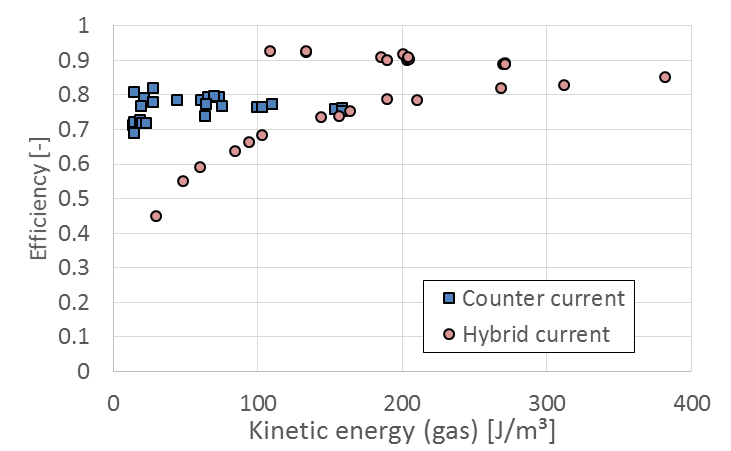 1
0.9
0.8
0.7
0.6
0.5
0.4
0.3
0.2
0.1
0
Efficiency [-]
Counter current
Hybrid current
0 100 200 300 400
Kinetic energy (gas) [J/m³]